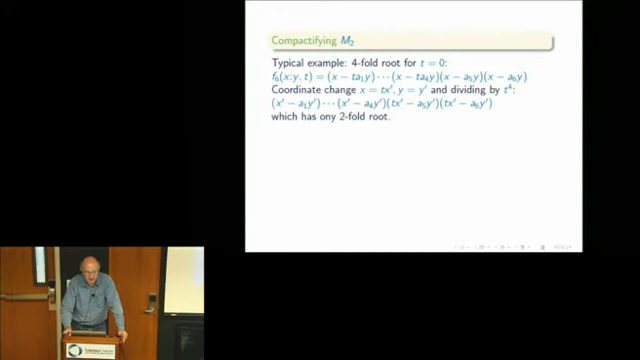 Compactifying M₂
Typical example: 4-fold root for t = 0:
f₆(x:y, t) = (x − ta₁y) ⋯ (x − ta₄y)(x − a₅y)(x − a₆y)
Coordinate change x = tx′, y = y′ and dividing by t⁴:
(x′ − a₁y′) ⋯ (x′ − a₄y′)(tx′ − a₅y′)(tx′ − a₆y′)
which has ony 2-fold root.